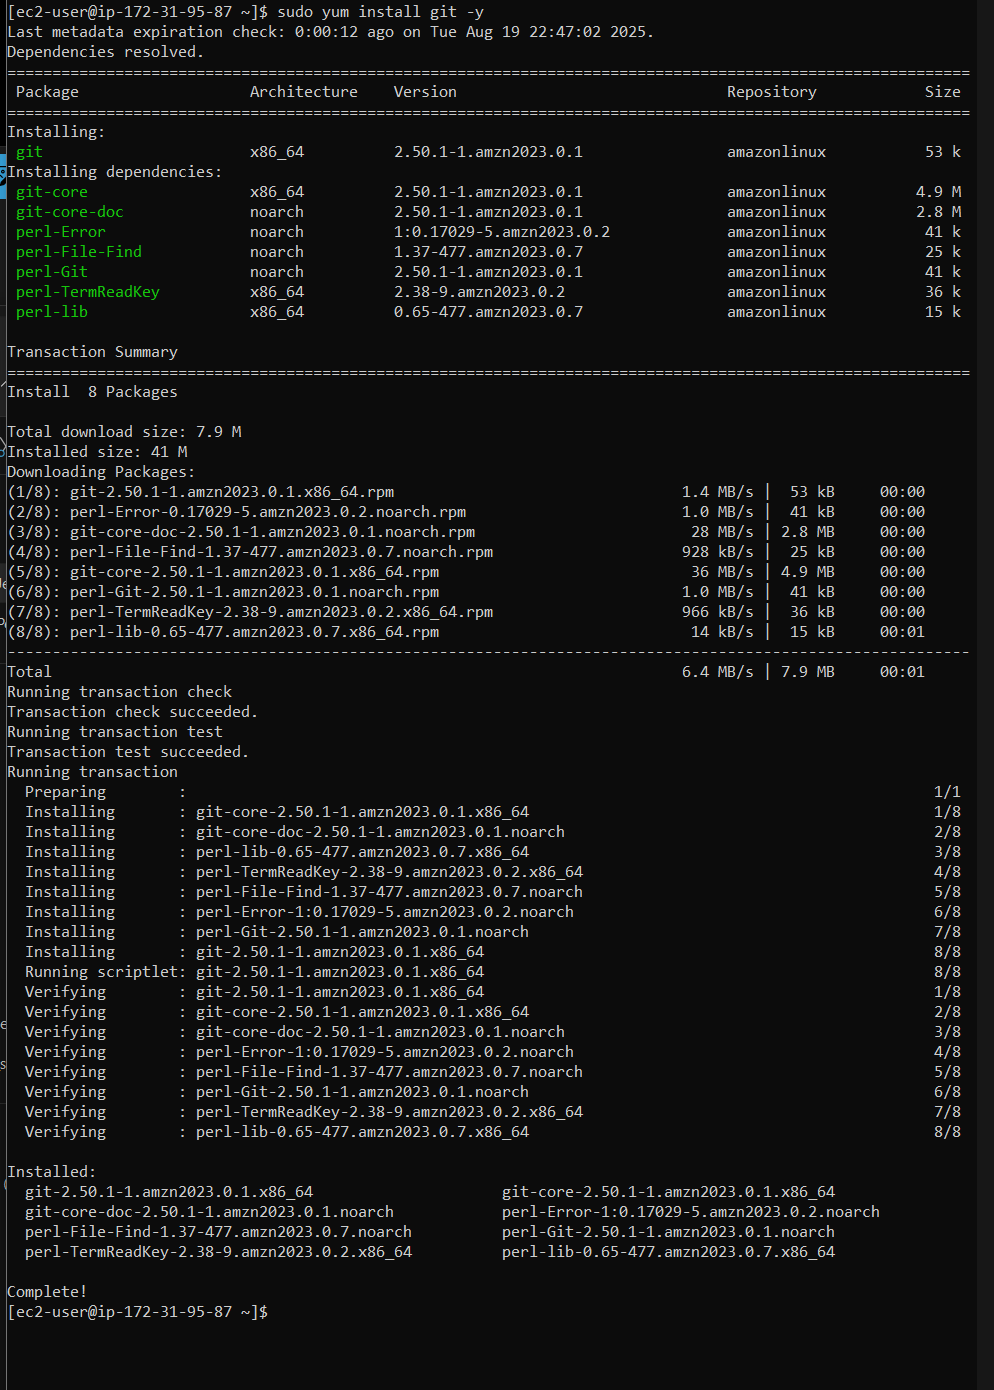 [ec2-user@ip-172-31-95-87 ~]$ sudo yum install git -y
Last metadata expiration check: 0:00:12 ago on Tue Aug 19 22:47:02 2025.
Dependencies resolved.
================================================================================
Package Architecture Version Repository Size
================================================================================
Installing:
git x86_64 2.50.1-1.amzn2023.0.1 amazonlinux 53 k
Installing dependencies:
git-core x86_64 2.50.1-1.amzn2023.0.1 amazonlinux 4.9 M
git-core-doc noarch 2.50.1-1.amzn2023.0.1 amazonlinux 2.8 M
perl-Error noarch 1:0.17029-5.amzn2023.0.2 amazonlinux 41 k
perl-File-Find noarch 1.37-477.amzn2023.0.7 amazonlinux 25 k
perl-Git noarch 2.50.1-1.amzn2023.0.1 amazonlinux 41 k
perl-TermReadKey x86_64 2.38-9.amzn2023.0.2 amazonlinux 36 k
perl-lib x86_64 0.65-477.amzn2023.0.7 amazonlinux 15 k
Transaction Summary
================================================================================
Install 8 Packages
Total download size: 7.9 M
Installed size: 41 M
Downloading Packages:
(1/8): git-2.50.1-1.amzn2023.0.1.x86_64.rpm 1.4 MB/s | 53 kB 00:00
(2/8): perl-Error-0.17029-5.amzn2023.0.2.noarch.rpm 1.0 MB/s | 41 kB 00:00
(3/8): git-core-doc-2.50.1-1.amzn2023.0.1.noarch.rpm 28 MB/s | 2.8 MB 00:00
(4/8): perl-File-Find-1.37-477.amzn2023.0.7.noarch.rpm 928 kB/s | 25 kB 00:00
(5/8): git-core-2.50.1-1.amzn2023.0.1.x86_64.rpm 36 MB/s | 4.9 MB 00:00
(6/8): perl-Git-2.50.1-1.amzn2023.0.1.noarch.rpm 1.0 MB/s | 41 kB 00:00
(7/8): perl-TermReadKey-2.38-9.amzn2023.0.2.x86_64.rpm 966 kB/s | 36 kB 00:00
(8/8): perl-lib-0.65-477.amzn2023.0.7.x86_64.rpm 14 kB/s | 15 kB 00:01
--------------------------------------------------------------------------------
Total 6.4 MB/s | 7.9 MB 00:01
Running transaction check
Transaction check succeeded.
Running transaction test
Transaction test succeeded.
Running transaction
Preparing : 1/1
Installing : git-core-2.50.1-1.amzn2023.0.1.x86_64 1/8
Installing : git-core-doc-2.50.1-1.amzn2023.0.1.noarch 2/8
Installing : perl-lib-0.65-477.amzn2023.0.7.x86_64 3/8
Installing : perl-TermReadKey-2.38-9.amzn2023.0.2.x86_64 4/8
Installing : perl-File-Find-1.37-477.amzn2023.0.7.noarch 5/8
Installing : perl-Error-1:0.17029-5.amzn2023.0.2.noarch 6/8
Installing : perl-Git-2.50.1-1.amzn2023.0.1.noarch 7/8
Installing : git-2.50.1-1.amzn2023.0.1.x86_64 8/8
Running scriptlet: git-2.50.1-1.amzn2023.0.1.x86_64 8/8
Verifying : git-2.50.1-1.amzn2023.0.1.x86_64 1/8
Verifying : git-core-2.50.1-1.amzn2023.0.1.x86_64 2/8
Verifying : git-core-doc-2.50.1-1.amzn2023.0.1.noarch 3/8
Verifying : perl-Error-1:0.17029-5.amzn2023.0.2.noarch 4/8
Verifying : perl-File-Find-1.37-477.amzn2023.0.7.noarch 5/8
Verifying : perl-Git-2.50.1-1.amzn2023.0.1.noarch 6/8
Verifying : perl-TermReadKey-2.38-9.amzn2023.0.2.x86_64 7/8
Verifying : perl-lib-0.65-477.amzn2023.0.7.x86_64 8/8
Installed:
git-2.50.1-1.amzn2023.0.1.x86_64 git-core-2.50.1-1.amzn2023.0.1.x86_64
git-core-doc-2.50.1-1.amzn2023.0.1.noarch perl-Error-1:0.17029-5.amzn2023.0.2.noarch
perl-File-Find-1.37-477.amzn2023.0.7.noarch perl-Git-2.50.1-1.amzn2023.0.1.noarch
perl-TermReadKey-2.38-9.amzn2023.0.2.x86_64 perl-lib-0.65-477.amzn2023.0.7.x86_64
Complete!
[ec2-user@ip-172-31-95-87 ~]$